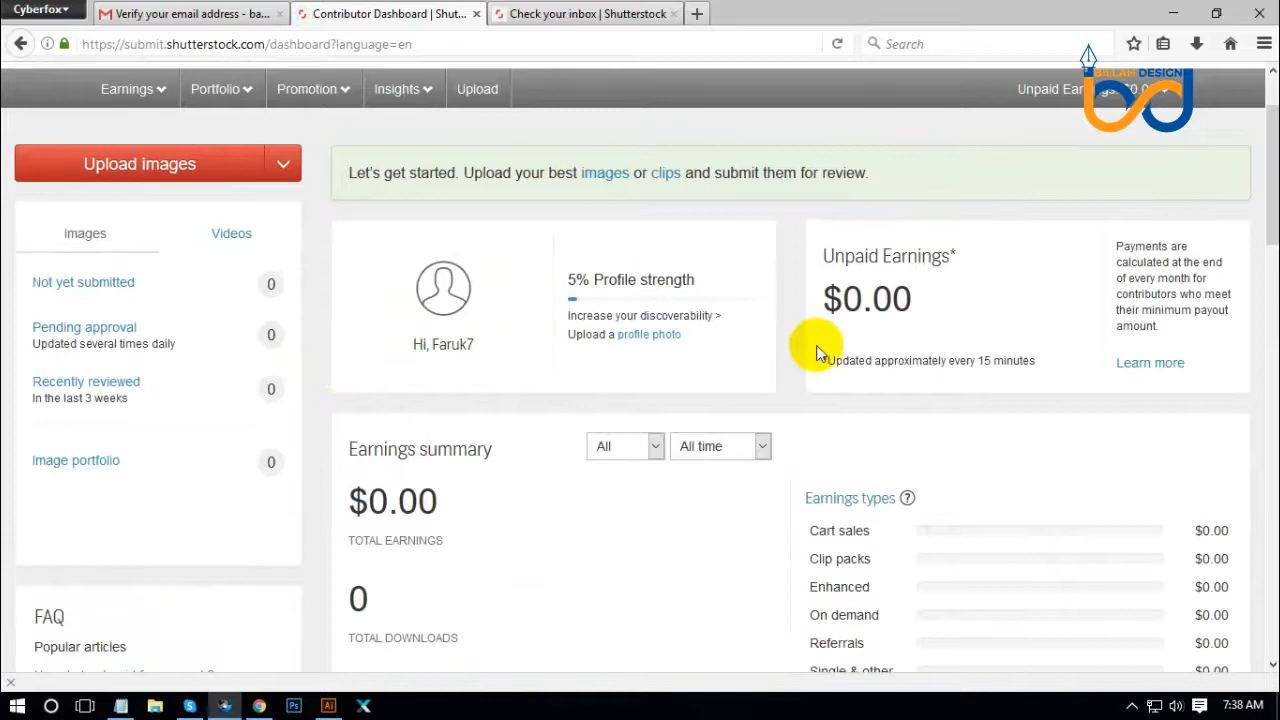 Cyberfox
Verify your email address - ba...
Contributor Dashboard | Shut...
Check your inbox | Shutterstock
https://submit.shutterstock.com/dashboard?language=en
Search
BILLAH DESIGN
Earnings
Portfolio
Promotion
Insights
Upload
Unpaid
Upload images
Let's get started. Upload your best images or clips and submit them for review.
Images
Videos
Not yet submitted
0
Pending approval
0
Updated several times daily
Recently reviewed
0
In the last 3 weeks
Image portfolio
0
Hi, Faruk7
5% Profile strength
Increase your discoverability >
Upload a profile photo
Unpaid Earnings*
$0.00
Updated approximately every 15 minutes
Payments are
calculated at the end
of every month for
contributors who meet
their minimum payout
amount.
Learn more
Earnings summary
All
All time
$0.00
TOTAL EARNINGS
0
TOTAL DOWNLOADS
Earnings types ?
Cart sales $0.00
Clip packs $0.00
Enhanced $0.00
On demand $0.00
Referrals $0.00
Single & other $0.00
FAQ
Popular articles
7:38 AM